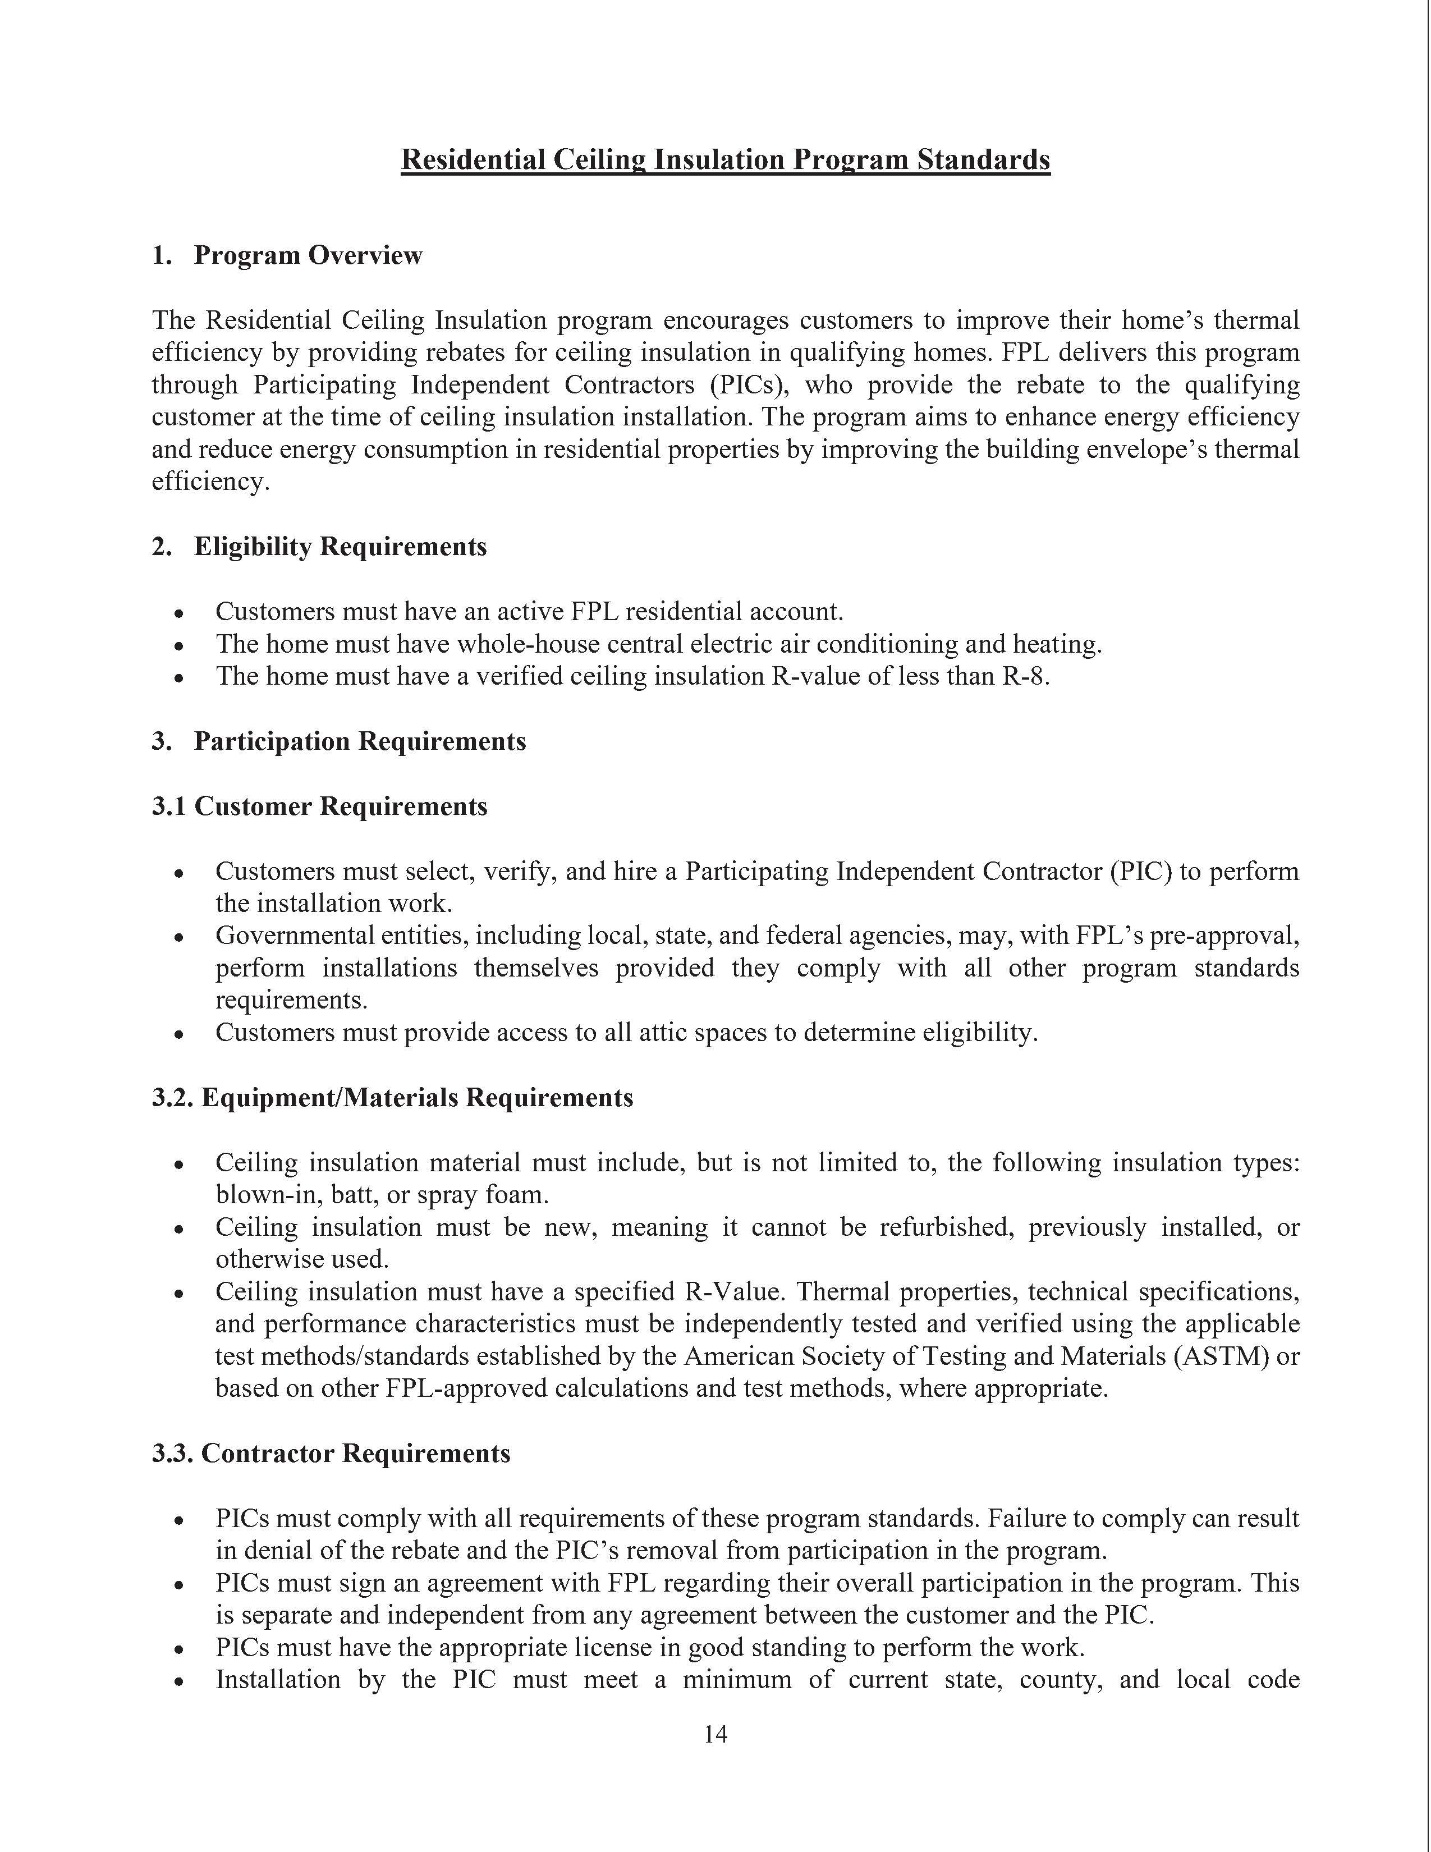 Residential Ceiling Insulation Program Standards
1. Program Overview
The Residential Ceiling Insulation program encourages customers to improve their home’s thermal
efficiency by providing rebates for ceiling insulation in qualifying homes. FPL delivers this program
through Participating Independent Contractors (PICs), who provide the rebate to the qualifying
customer at the time of ceiling insulation installation. The program aims to enhance energy efficiency
and reduce energy consumption in residential properties by improving the building envelope’s thermal
efficiency.
2. Eligibility Requirements
• Customers must have an active FPL residential account.
• The home must have whole-house central electric air conditioning and heating.
• The home must have a verified ceiling insulation R-value of less than R-8.
3. Participation Requirements
3.1 Customer Requirements
• Customers must select, verify, and hire a Participating Independent Contractor (PIC) to perform
the installation work.
• Governmental entities, including local, state, and federal agencies, may, with FPL’s pre-approval,
perform installations themselves provided they comply with all other program standards
requirements.
• Customers must provide access to all attic spaces to determine eligibility.
3.2. Equipment/Materials Requirements
• Ceiling insulation material must include, but is not limited to, the following insulation types:
blown-in, batt, or spray foam.
• Ceiling insulation must be new, meaning it cannot be refurbished, previously installed, or
otherwise used.
• Ceiling insulation must have a specified R-Value. Thermal properties, technical specifications,
and performance characteristics must be independently tested and verified using the applicable
test methods/standards established by the American Society of Testing and Materials (ASTM) or
based on other FPL-approved calculations and test methods, where appropriate.
3.3. Contractor Requirements
• PICs must comply with all requirements of these program standards. Failure to comply can result
in denial of the rebate and the PIC’s removal from participation in the program.
• PICs must sign an agreement with FPL regarding their overall participation in the program. This
is separate and independent from any agreement between the customer and the PIC.
• PICs must have the appropriate license in good standing to perform the work.
• Installation by the PIC must meet a minimum of current state, county, and local code
14